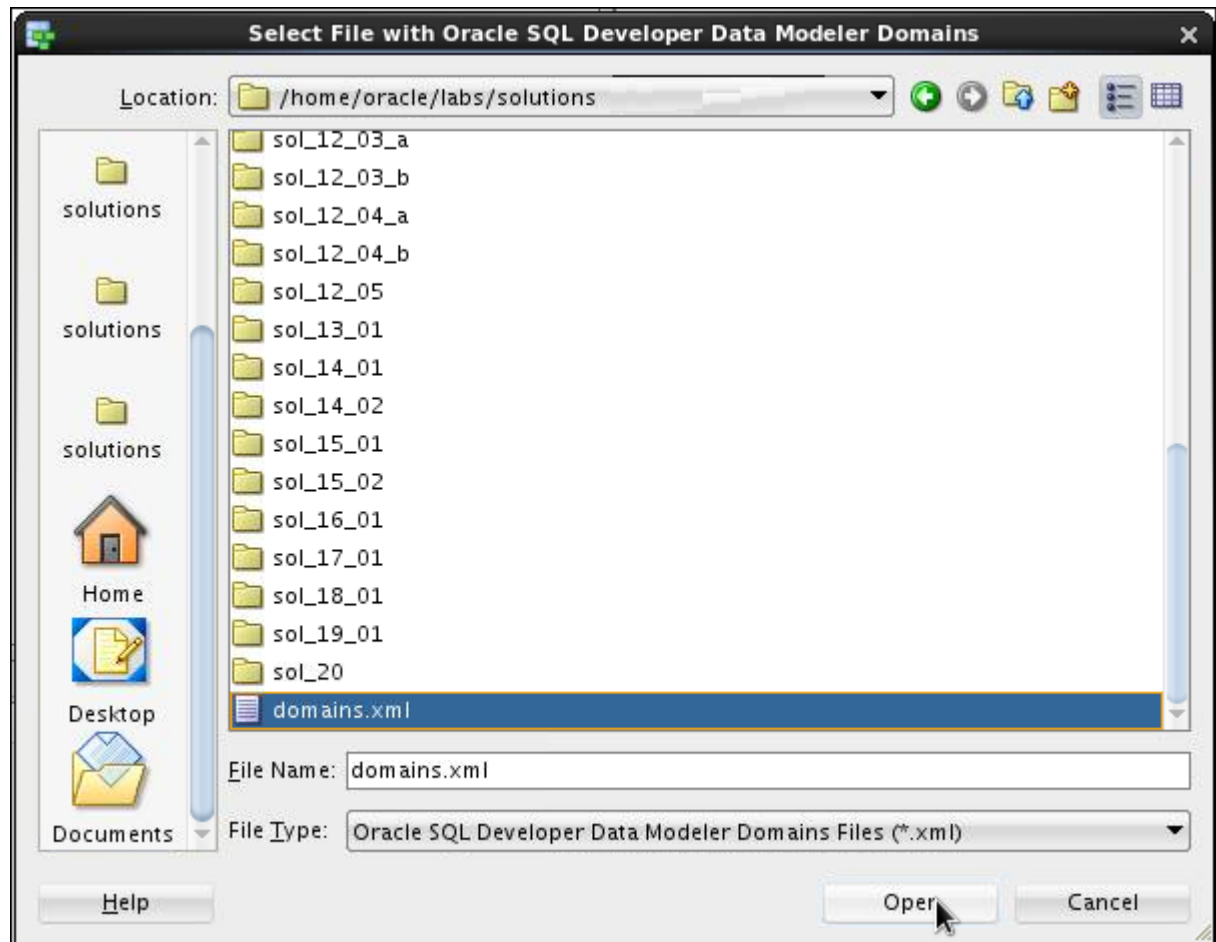 Select File with Oracle SQL Developer Data Modeler Domains
Location: /home/oracle/labs/solutions
solutions
solutions
solutions
Home
Desktop
Documents
sol_12_03_a
sol_12_03_b
sol_12_04_a
sol_12_04_b
sol_12_05
sol_13_01
sol_14_01
sol_14_02
sol_15_01
sol_15_02
sol_16_01
sol_17_01
sol_18_01
sol_19_01
sol_20
domains.xml
File Name: domains.xml
File Type: Oracle SQL Developer Data Modeler Domains Files (*.xml)
Help Open Cancel